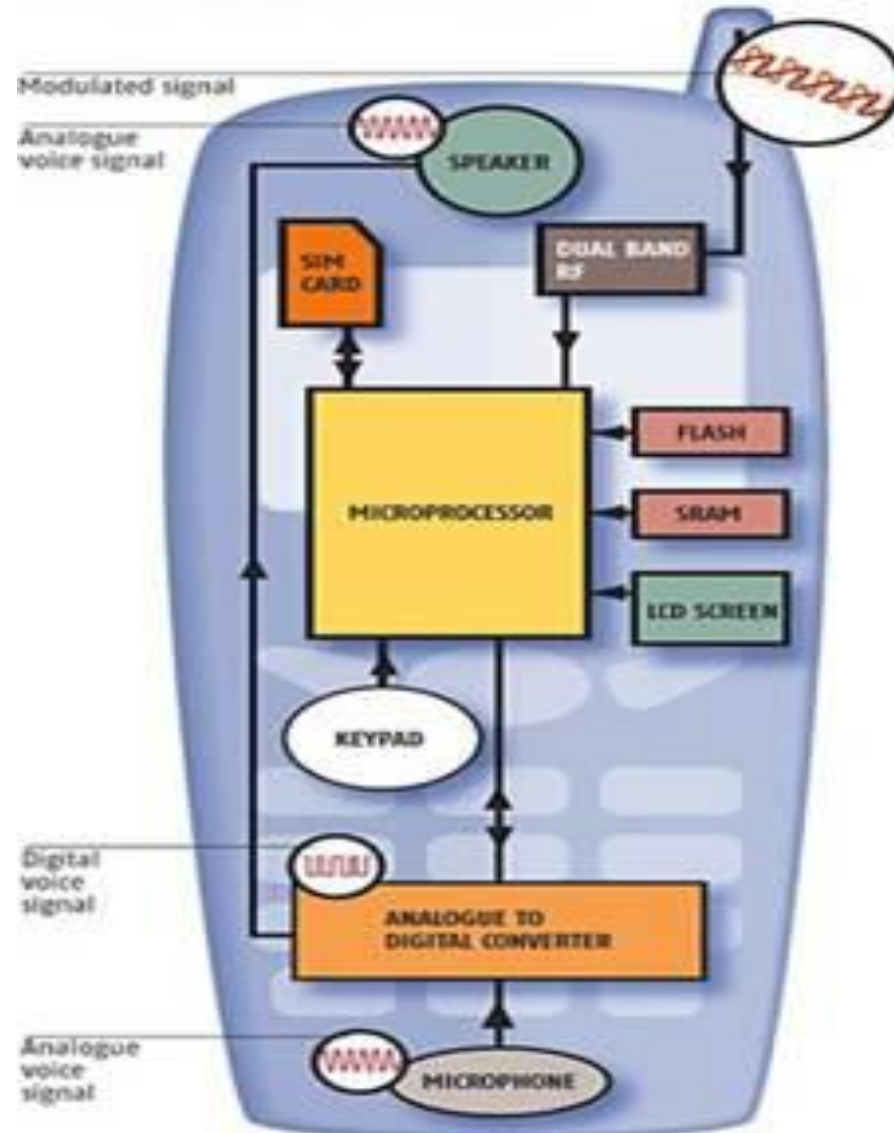 Modulated signal
Analogue
voice signal
SPEAKER
SIM
CARD
DUAL BAND
RF
FLASH
MICROPROCESSOR
SRAM
LCD SCREEN
KEYPAD
Digital
voice
signal
ANALOGUE TO
DIGITAL CONVERTER
Analogue
voice
signal
MICROPHONE